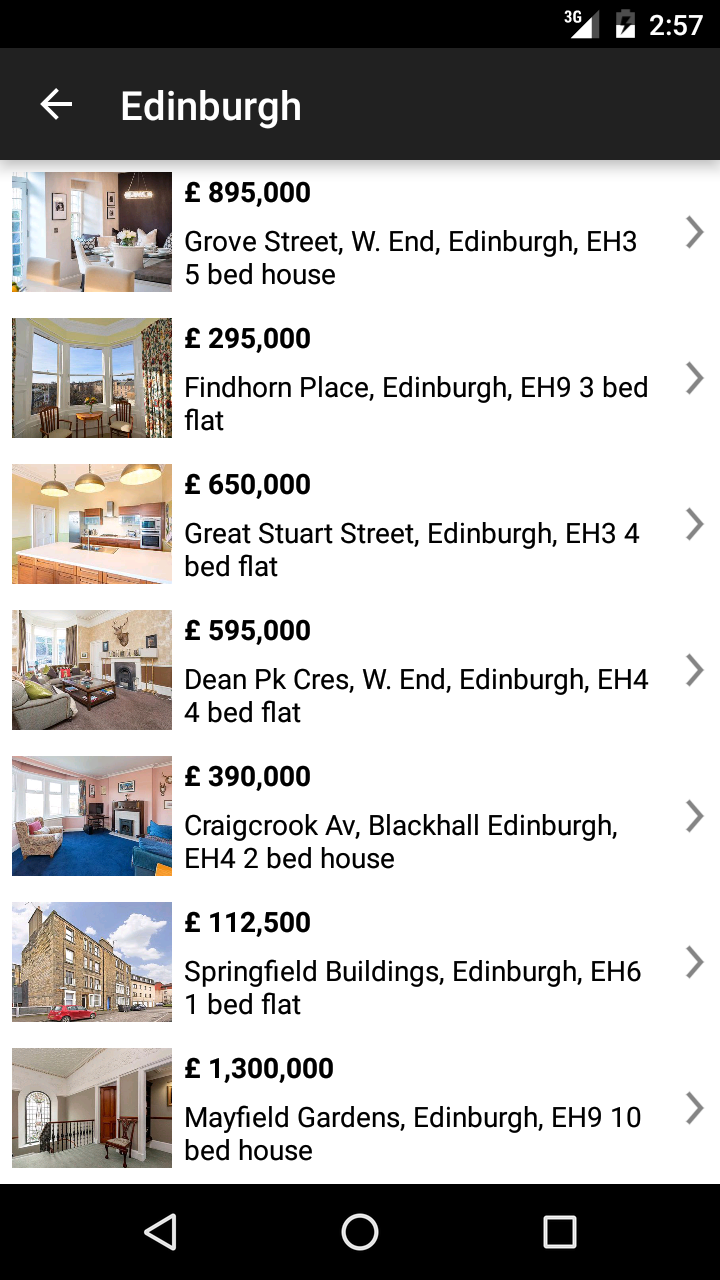 3G
2:57
Edinburgh
£ 895,000
Grove Street, W. End, Edinburgh, EH3
5 bed house
£ 295,000
Findhorn Place, Edinburgh, EH9 3 bed
flat
£ 650,000
Great Stuart Street, Edinburgh, EH3 4
bed flat
£ 595,000
Dean Pk Cres, W. End, Edinburgh, EH4
4 bed flat
£ 390,000
Craigcrook Av, Blackhall Edinburgh,
EH4 2 bed house
£ 112,500
Springfield Buildings, Edinburgh, EH6
1 bed flat
£ 1,300,000
Mayfield Gardens, Edinburgh, EH9 10
bed house